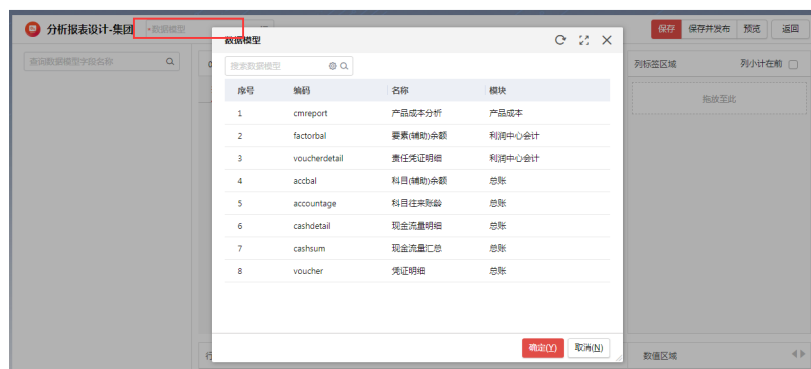 分析报表设计-集团 *数据模型 保存 保存并发布 预览 返回
数据模型
查询数据模型字段名称 搜索数据模型 列标签区域 列小计在前
序号 编码 名称 模块
拖放至此
1 cmreport 产品成本分析 产品成本
2 factorbal 要素(辅助)余额 利润中心会计
3 voucherdetail 责任凭证明细 利润中心会计
4 accbal 科目(辅助)余额 总账
5 accountage 科目往来账龄 总账
6 cashdetail 现金流量明细 总账
7 cashsum 现金流量汇总 总账
8 voucher 凭证明细 总账
确定(Y) 取消(N)
行 数值区域